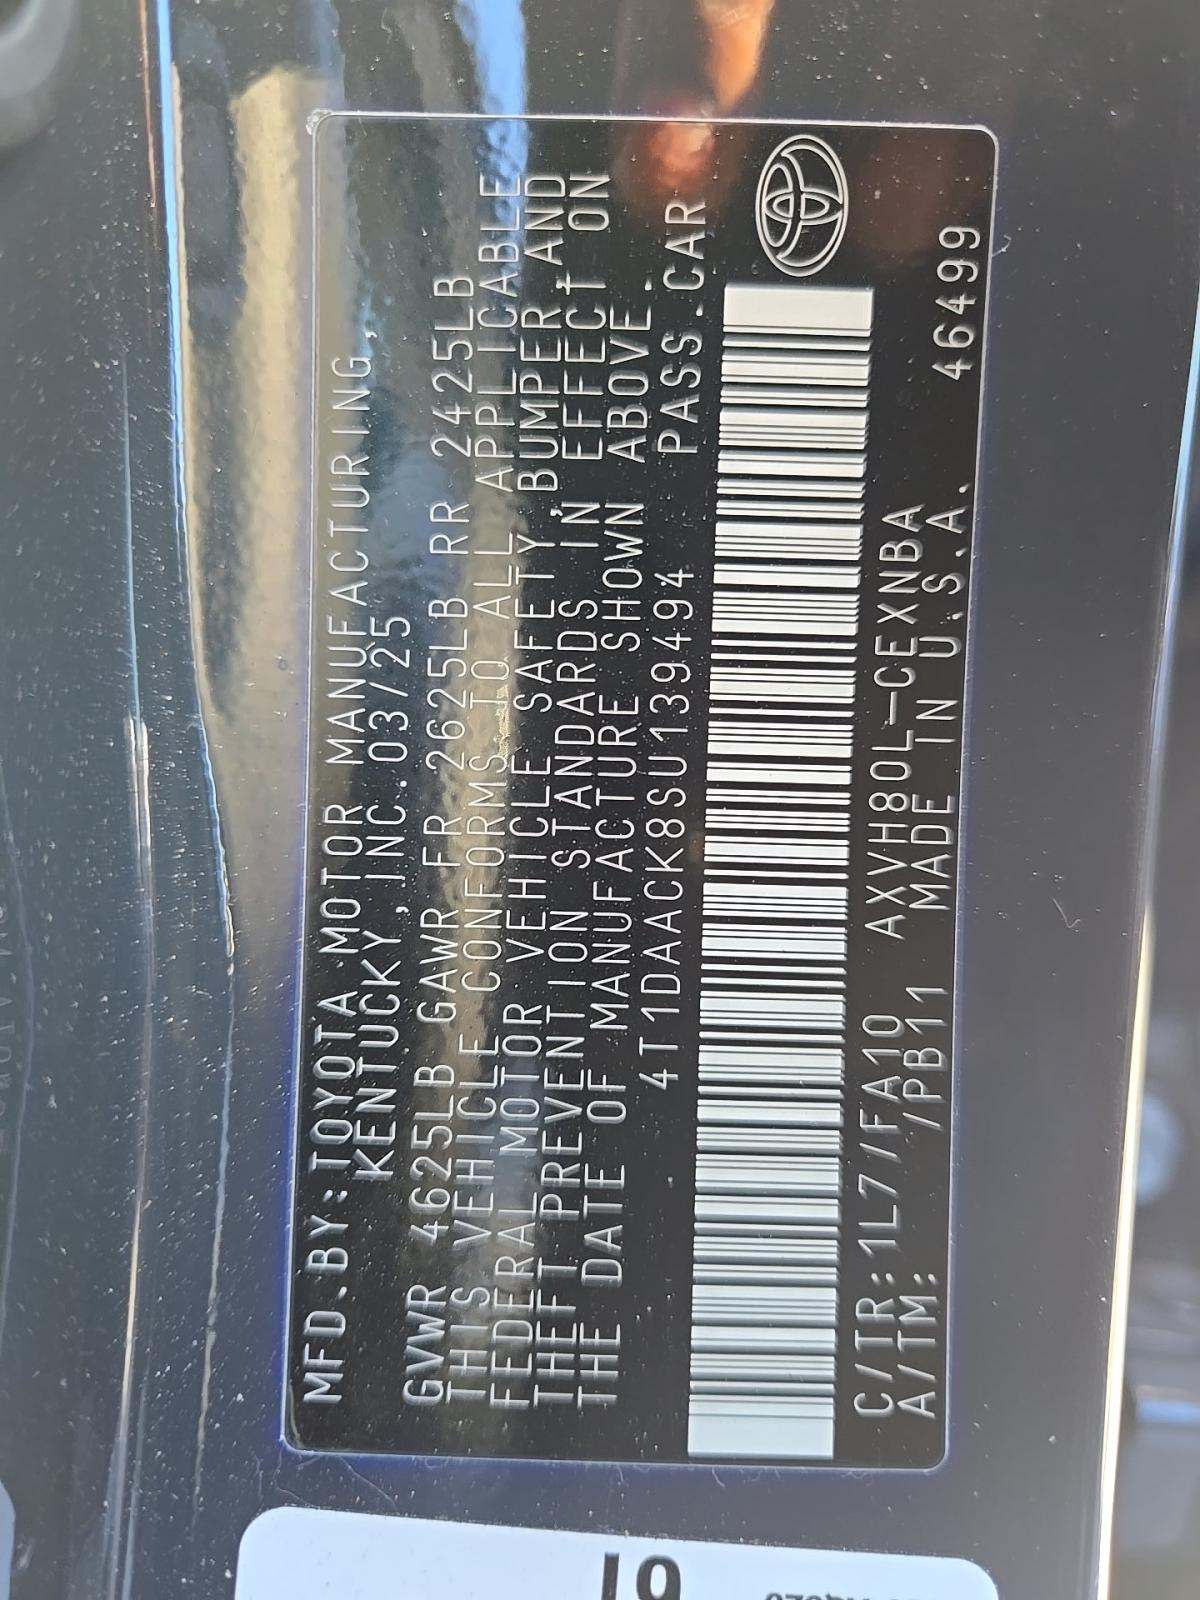 MFD.BY:TOYOTA MOTOR MANUFACTURING,
KENTUCKY,INC.03/25
GVWR 4625LB GAWR FR 2625LB RR 2425LB
THIS VEHICLE CONFORMS TO ALL APPLICABLE
FEDERAL MOTOR VEHICLE SAFETY BUMPER AND
THEFT PREVENTION STANDARDS IN EFFECT ON
THE DATE OF MANUFACTURE SHOWN ABOVE.
4T1DAACK8SU139494 PASS.CAR
C/TR:1L7/FA10 AXVH80L-CEXNBA
A/TM: /PB11 MADE IN U.S.A. 46499